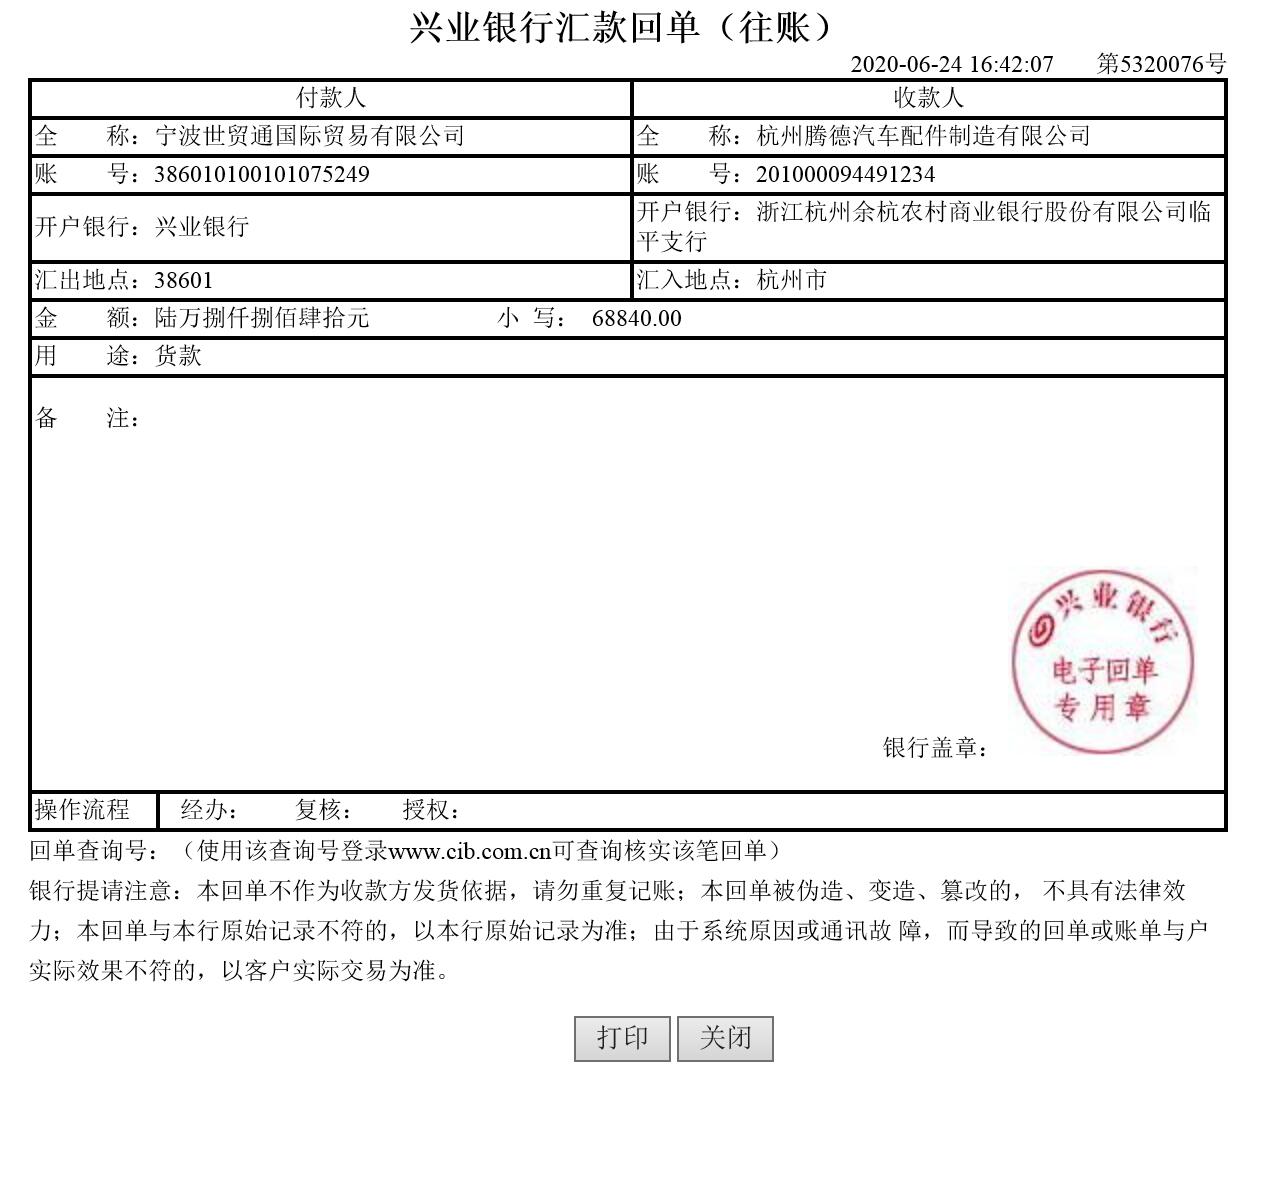 兴业银行汇款回单（往账）
2020-06-24 16:42:07 第5320076号
付款人 收款人
全 称：宁波世贸通国际贸易有限公司 全 称：杭州腾德汽车配件制造有限公司
账 号：386010100101075249 账 号：201000094491234
开户银行：兴业银行 开户银行：浙江杭州余杭农村商业银行股份有限公司临
平支行
汇出地点：38601 汇入地点：杭州市
金 额：陆万捌仟捌佰肆拾元 小 写： 68840.00
用 途：货款
备 注：
兴业银行
电子回单
专用章
银行盖章：
操作流程 经办： 复核： 授权：
回单查询号：（使用该查询号登录www.cib.com.cn可查询核实该笔回单）
银行提请注意：本回单不作为收款方发货依据，请勿重复记账；本回单被伪造、变造、篡改的， 不具有法律效
力；本回单与本行原始记录不符的，以本行原始记录为准；由于系统原因或通讯故 障，而导致的回单或账单与户
实际效果不符的，以客户实际交易为准。
打印 关闭